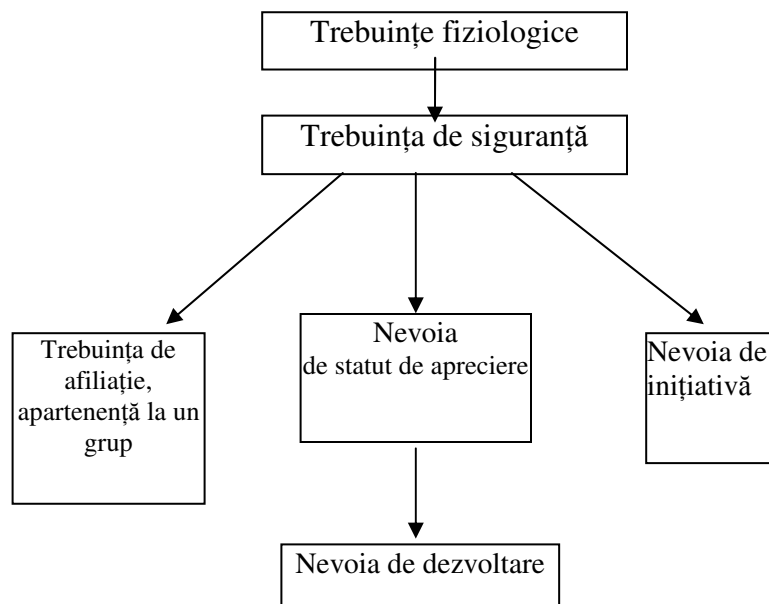 Trebuințe fiziologice
Trebuința de siguranță
Trebuința de
afiliație,
apartenență la un
grup
Nevoia
de statut de apreciere
Nevoia de
inițiativă
Nevoia de dezvoltare